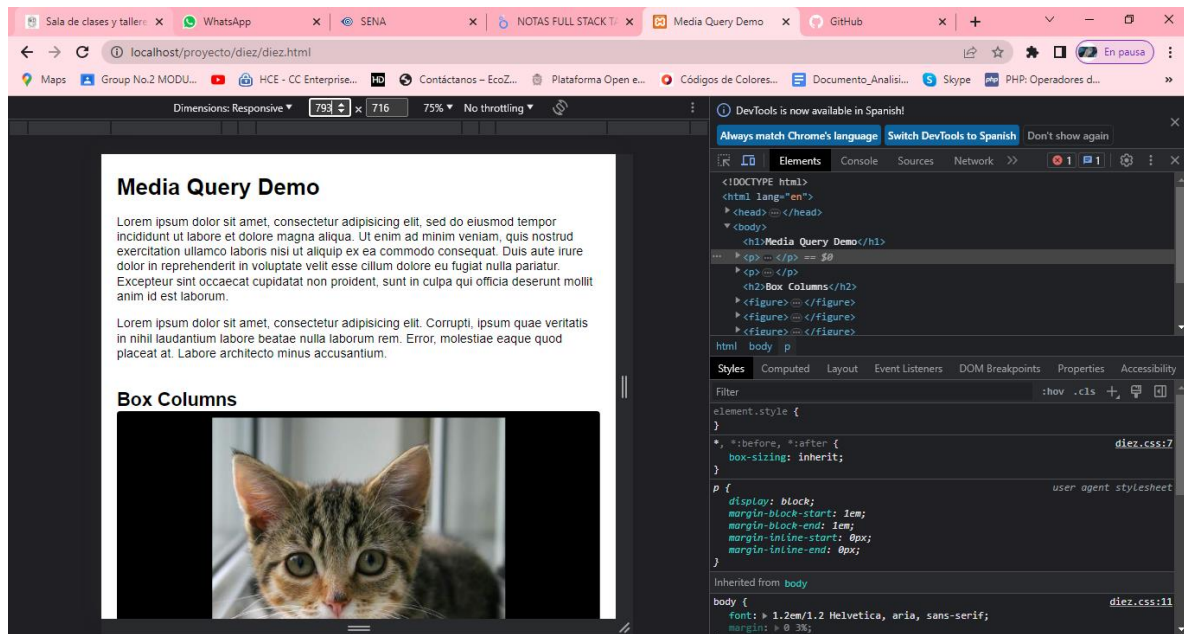 Sala de clases y tallere
WhatsApp
SENA
NOTAS FULL STACK TA
Media Query Demo
GitHub
localhost/proyecto/diez/diez.html
En pausa
Maps
Group No.2 MODU...
HCE - CC Enterprise...
HD
Contáctanos – EcoZ...
Plataforma Open e...
Códigos de Colores...
Documento_Analisi...
Skype
php
PHP: Operadores d...
»
Dimensions: Responsive ▼ 793 × 716 75% ▼ No throttling ▼
Media Query Demo
Lorem ipsum dolor sit amet, consectetur adipisicing elit, sed do eiusmod tempor
incididunt ut labore et dolore magna aliqua. Ut enim ad minim veniam, quis nostrud
exercitation ullamco laboris nisi ut aliquip ex ea commodo consequat. Duis aute irure
dolor in reprehenderit in voluptate velit esse cillum dolore eu fugiat nulla pariatur.
Excepteur sint occaecat cupidatat non proident, sunt in culpa qui officia deserunt mollit
anim id est laborum.
Lorem ipsum dolor sit amet, consectetur adipisicing elit. Corrupti, ipsum quae veritatis
in nihil laudantium labore beatae nulla laborum rem. Error, molestiae eaque quod
placeat at. Labore architecto minus accusantium.
Box Columns
DevTools is now available in Spanish!
Always match Chrome's language Switch DevTools to Spanish Don't show again
Elements Console Sources Network » 1 1
<!DOCTYPE html>
<html lang="en">
<head>…</head>
<body>
<h1>Media Query Demo</h1>
… <p>…</p> == $0
<p>…</p>
<h2>Box Columns</h2>
<figure>…</figure>
<figure>…</figure>
<figure>…</figure>
html body p
Styles Computed Layout Event Listeners DOM Breakpoints Properties Accessibility
Filter :hov .cls +
element.style {
}
*, *:before, *:after { diez.css:7
box-sizing: inherit;
}
p { user agent stylesheet
display: block;
margin-block-start: 1em;
margin-block-end: 1em;
margin-inline-start: 0px;
margin-inline-end: 0px;
}
Inherited from body
body { diez.css:11
font: ▶ 1.2em/1.2 Helvetica, aria, sans-serif;
margin: ▶ 0 3%;